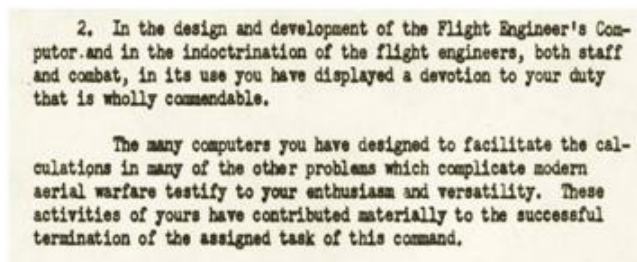 2. In the design and development of the Flight Engineer's Com-
putor.and in the indoctrination of the flight engineers, both staff
and combat, in its use you have displayed a devotion to your duty
that is wholly commendable.
The many computers you have designed to facilitate the cal-
culations in many of the other problems which complicate modern
aerial warfare testify to your enthusiasm and versatility. These
activities of yours have contributed materially to the successful
termination of the assigned task of this command.